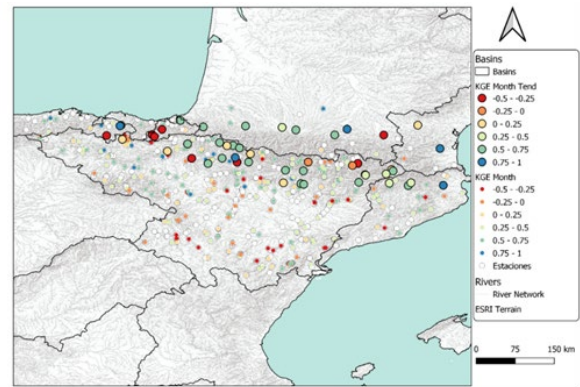 Basins
Basins
KGE Month Tend
-0.5 - -0.25
-0.25 - 0
0 - 0.25
0.25 - 0.5
0.5 - 0.75
0.75 - 1
KGE Month
-0.5 - -0.25
-0.25 - 0
0 - 0.25
0.25 - 0.5
0.5 - 0.75
0.75 - 1
Estaciones
Rivers
River Network
ESRI Terrain
0 75 150 km